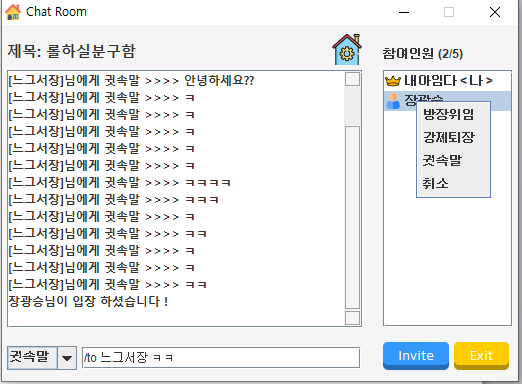 Chat Room
제목: 롤하실분구함
참여인원 (2/5)
[느그서장]님에게 귓속말 >>>> 안녕하세요??
[느그서장]님에게 귓속말 >>>> ㅋ
[느그서장]님에게 귓속말 >>>> ㅋ
[느그서장]님에게 귓속말 >>>> ㅋ
[느그서장]님에게 귓속말 >>>> ㅋ
[느그서장]님에게 귓속말 >>>> ㅋ
[느그서장]님에게 귓속말 >>>> ㅋㅋㅋㅋ
[느그서장]님에게 귓속말 >>>> ㅋㅋㅋ
[느그서장]님에게 귓속말 >>>> ㅋ
[느그서장]님에게 귓속말 >>>> ㅋㅋ
[느그서장]님에게 귓속말 >>>> ㅋ
[느그서장]님에게 귓속말 >>>> ㅋ
[느그서장]님에게 귓속말 >>>> ㅋㅋ
장광승님이 입장 하셨습니다 !
내아임다 < 나 >
장광승
방장위임
강제퇴장
귓속말
취소
귓속말
/to 느그서장 ㅋㅋ
Invite
Exit